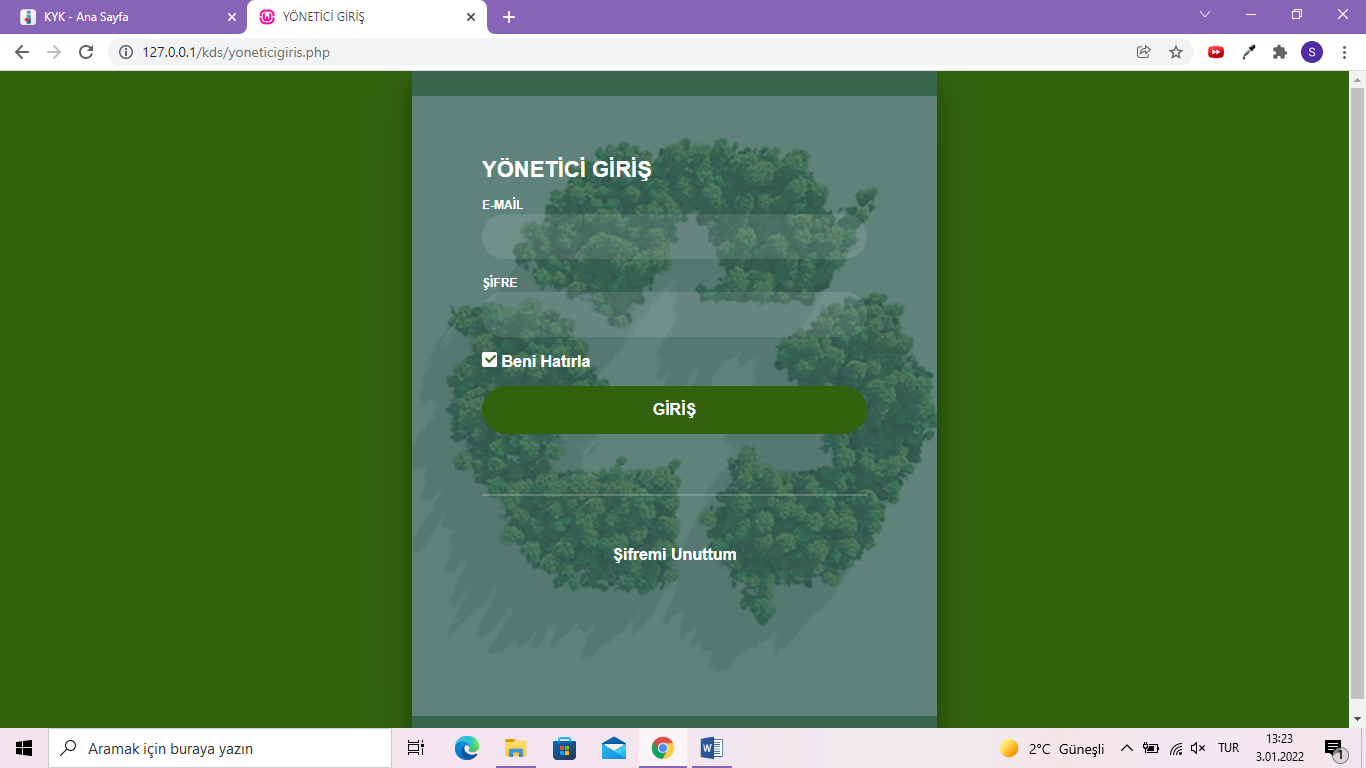 KYK - Ana Sayfa
YÖNETİCİ GİRİŞ
127.0.0.1/kds/yoneticigiris.php
S
YÖNETİCİ GİRİŞ
E-MAİL
ŞİFRE
Beni Hatırla
GİRİŞ
Şifremi Unuttum
Aramak için buraya yazın
W
2°C Güneşli
TUR
13:23
3.01.2022
1